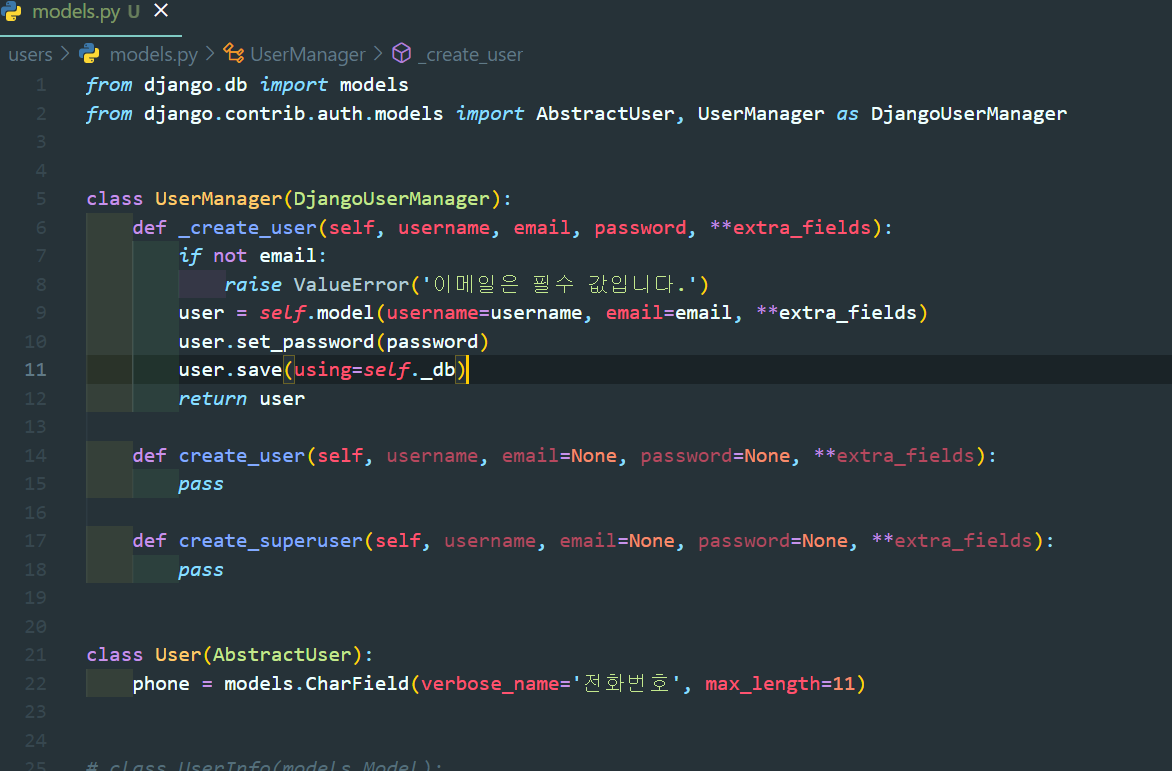 models.py U ×
users > models.py > UserManager > _create_user
1 from django.db import models
2 from django.contrib.auth.models import AbstractUser, UserManager as DjangoUserManager
3
4
5 class UserManager(DjangoUserManager):
6     def _create_user(self, username, email, password, **extra_fields):
7         if not email:
8             raise ValueError('이메일은 필수 값입니다.')
9         user = self.model(username=username, email=email, **extra_fields)
10         user.set_password(password)
11         user.save(using=self._db)
12         return user
13
14     def create_user(self, username, email=None, password=None, **extra_fields):
15         pass
16
17     def create_superuser(self, username, email=None, password=None, **extra_fields):
18         pass
19
20
21 class User(AbstractUser):
22     phone = models.CharField(verbose_name='전화번호', max_length=11)
23
24
25 # class UserInfo(models.Model):